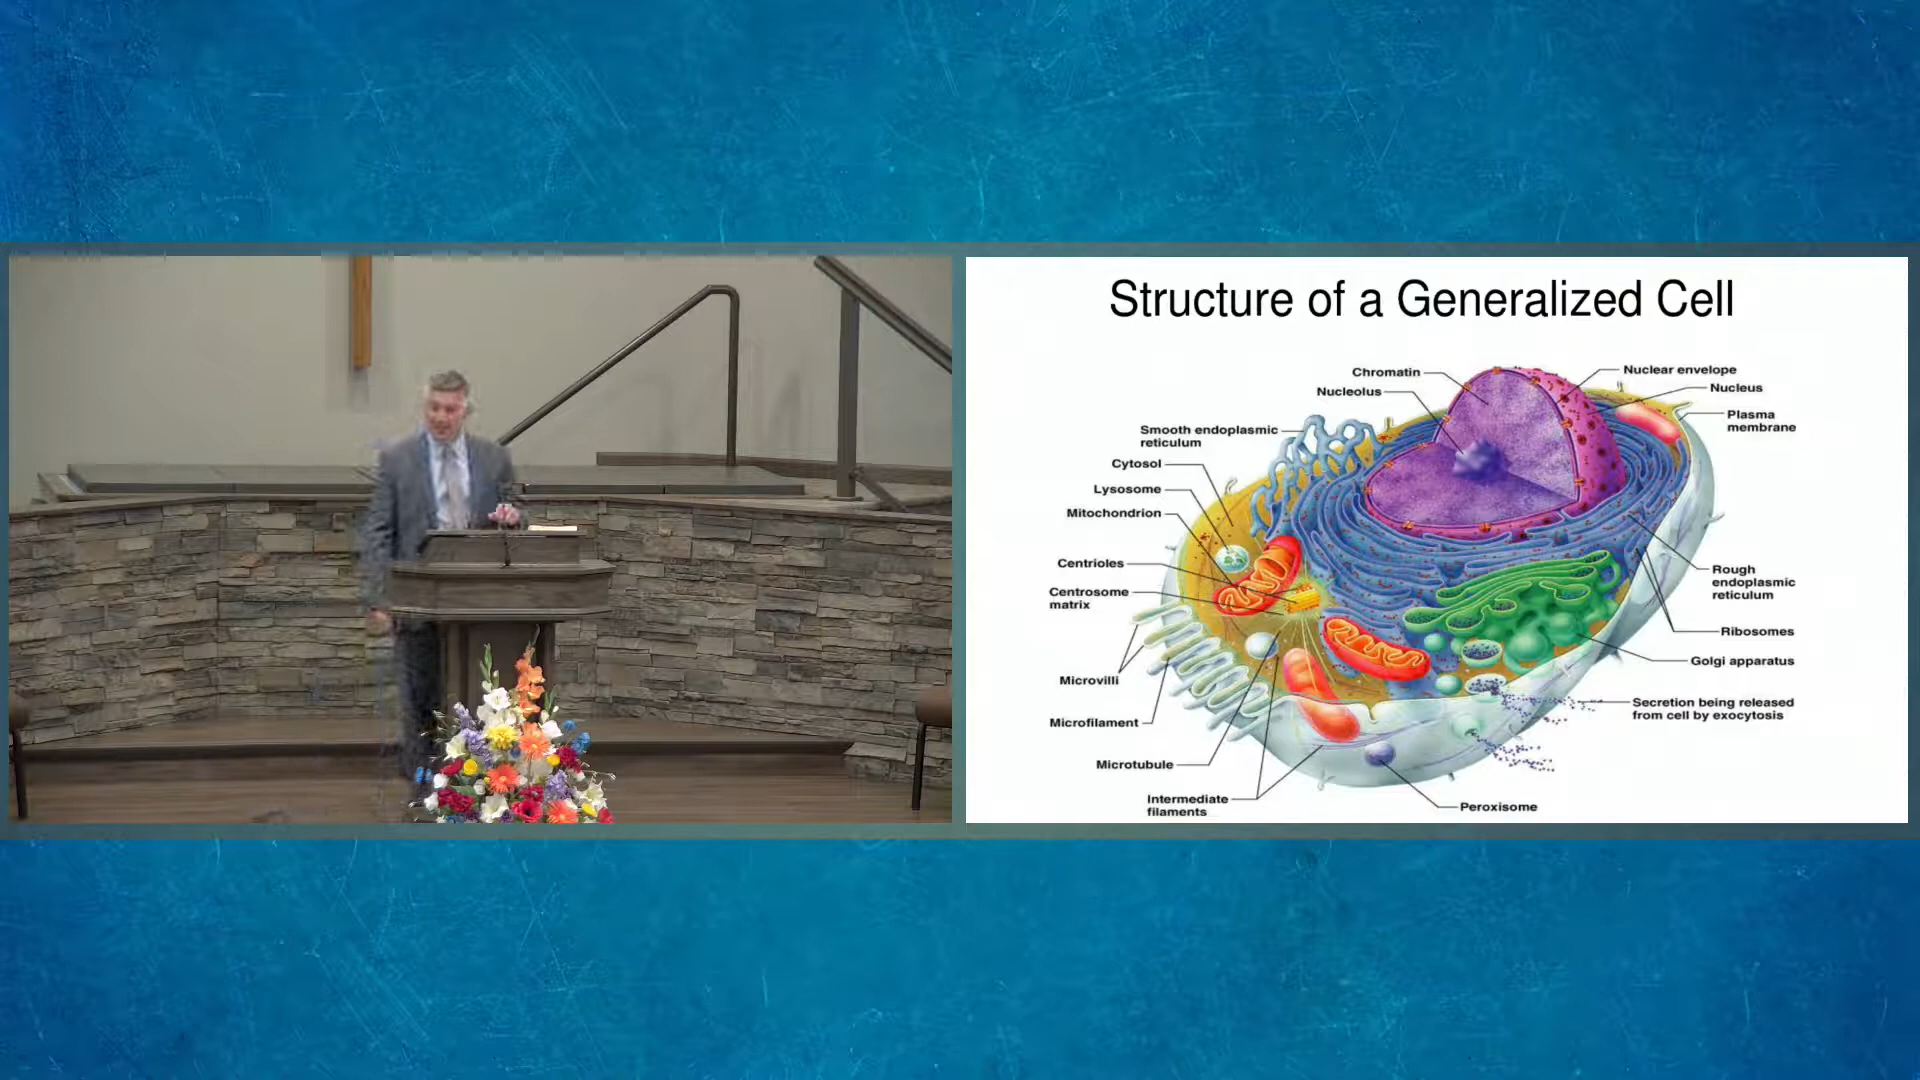 Structure of a Generalized Cell
Chromatin
Nucleolus
Nuclear envelope
Nucleus
Plasma
membrane
Smooth endoplasmic
reticulum
Cytosol
Lysosome
Mitochondrion
Centrioles
Centrosome
matrix
Rough
endoplasmic
reticulum
Ribosomes
Golgi apparatus
Microvilli
Microfilament
Secretion being released
from cell by exocytosis
Microtubule
Intermediate
filaments
Peroxisome